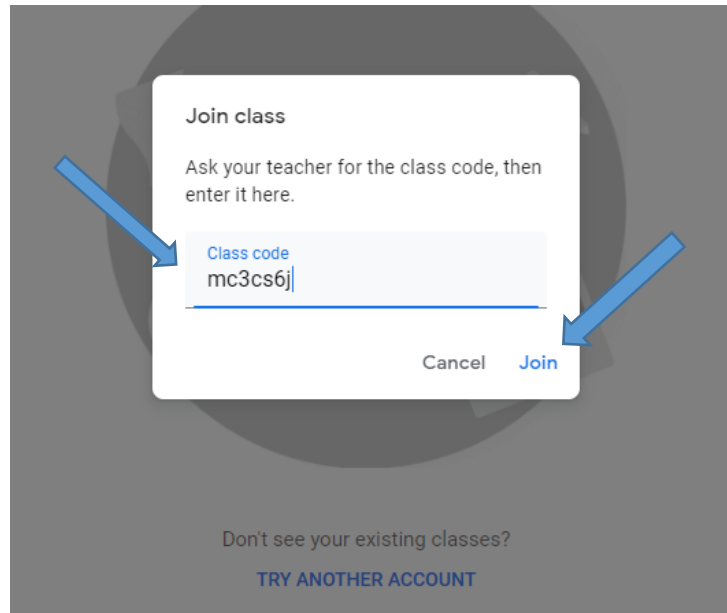 Join class
Ask your teacher for the class code, then
enter it here.
Class code
mc3cs6j
Cancel Join
Don't see your existing classes?
TRY ANOTHER ACCOUNT